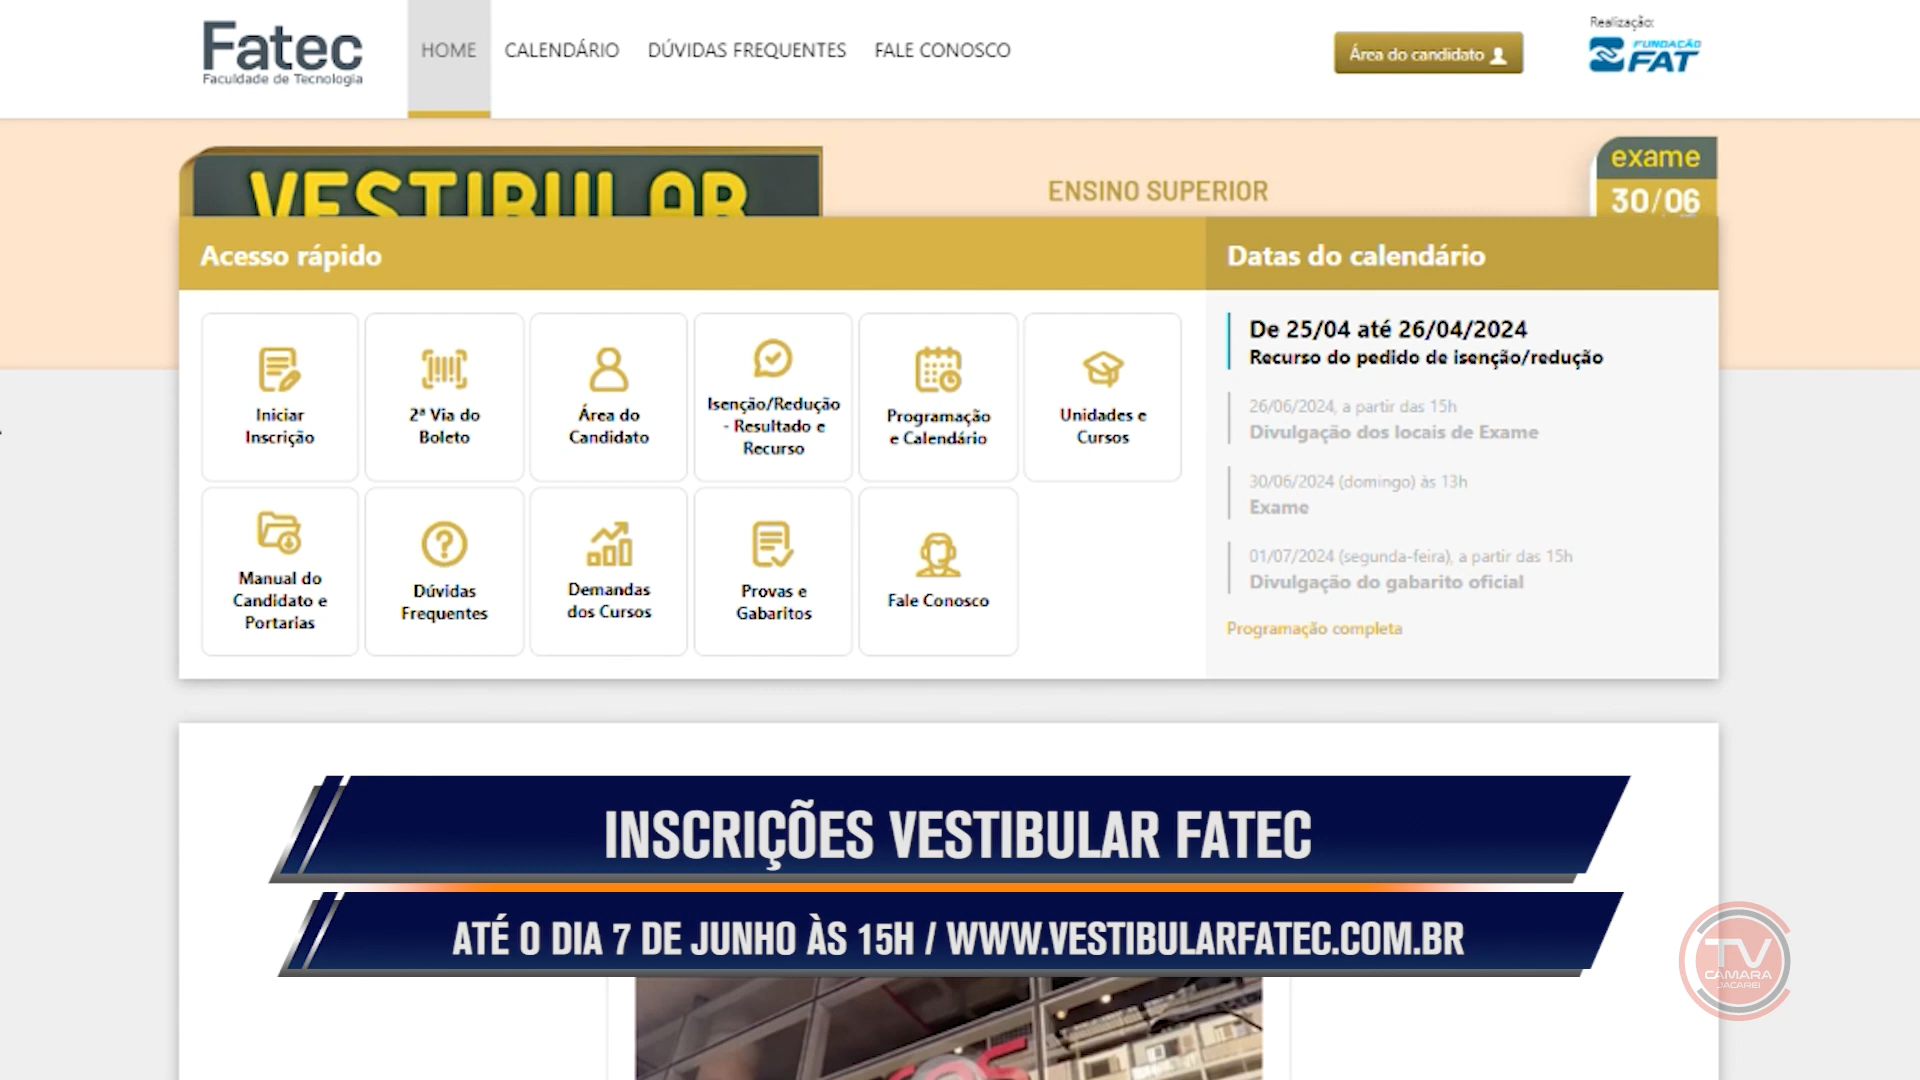 Fatec
Faculdade de Tecnologia
HOME
CALENDÁRIO
DÚVIDAS FREQUENTES
FALE CONOSCO
Área do candidato
Realização:
FUNDAÇÃO
FAT
VESTIBULAR
ENSINO SUPERIOR
exame
30/06
Acesso rápido
Datas do calendário
Iniciar
Inscrição
2ª Via do
Boleto
Área do
Candidato
Isenção/Redução
- Resultado e
Recurso
Programação
e Calendário
Unidades e
Cursos
Manual do
Candidato e
Portarias
Dúvidas
Frequentes
Demandas
dos Cursos
Provas e
Gabaritos
Fale Conosco
De 25/04 até 26/04/2024
Recurso do pedido de isenção/redução
26/06/2024, a partir das 15h
Divulgação dos locais de Exame
30/06/2024 (domingo) às 13h
Exame
01/07/2024 (segunda-feira), a partir das 15h
Divulgação do gabarito oficial
Programação completa
INSCRIÇÕES VESTIBULAR FATEC
ATÉ O DIA 7 DE JUNHO ÀS 15H / WWW.VESTIBULARFATEC.COM.BR
TV
CÂMARA
JACAREÍ